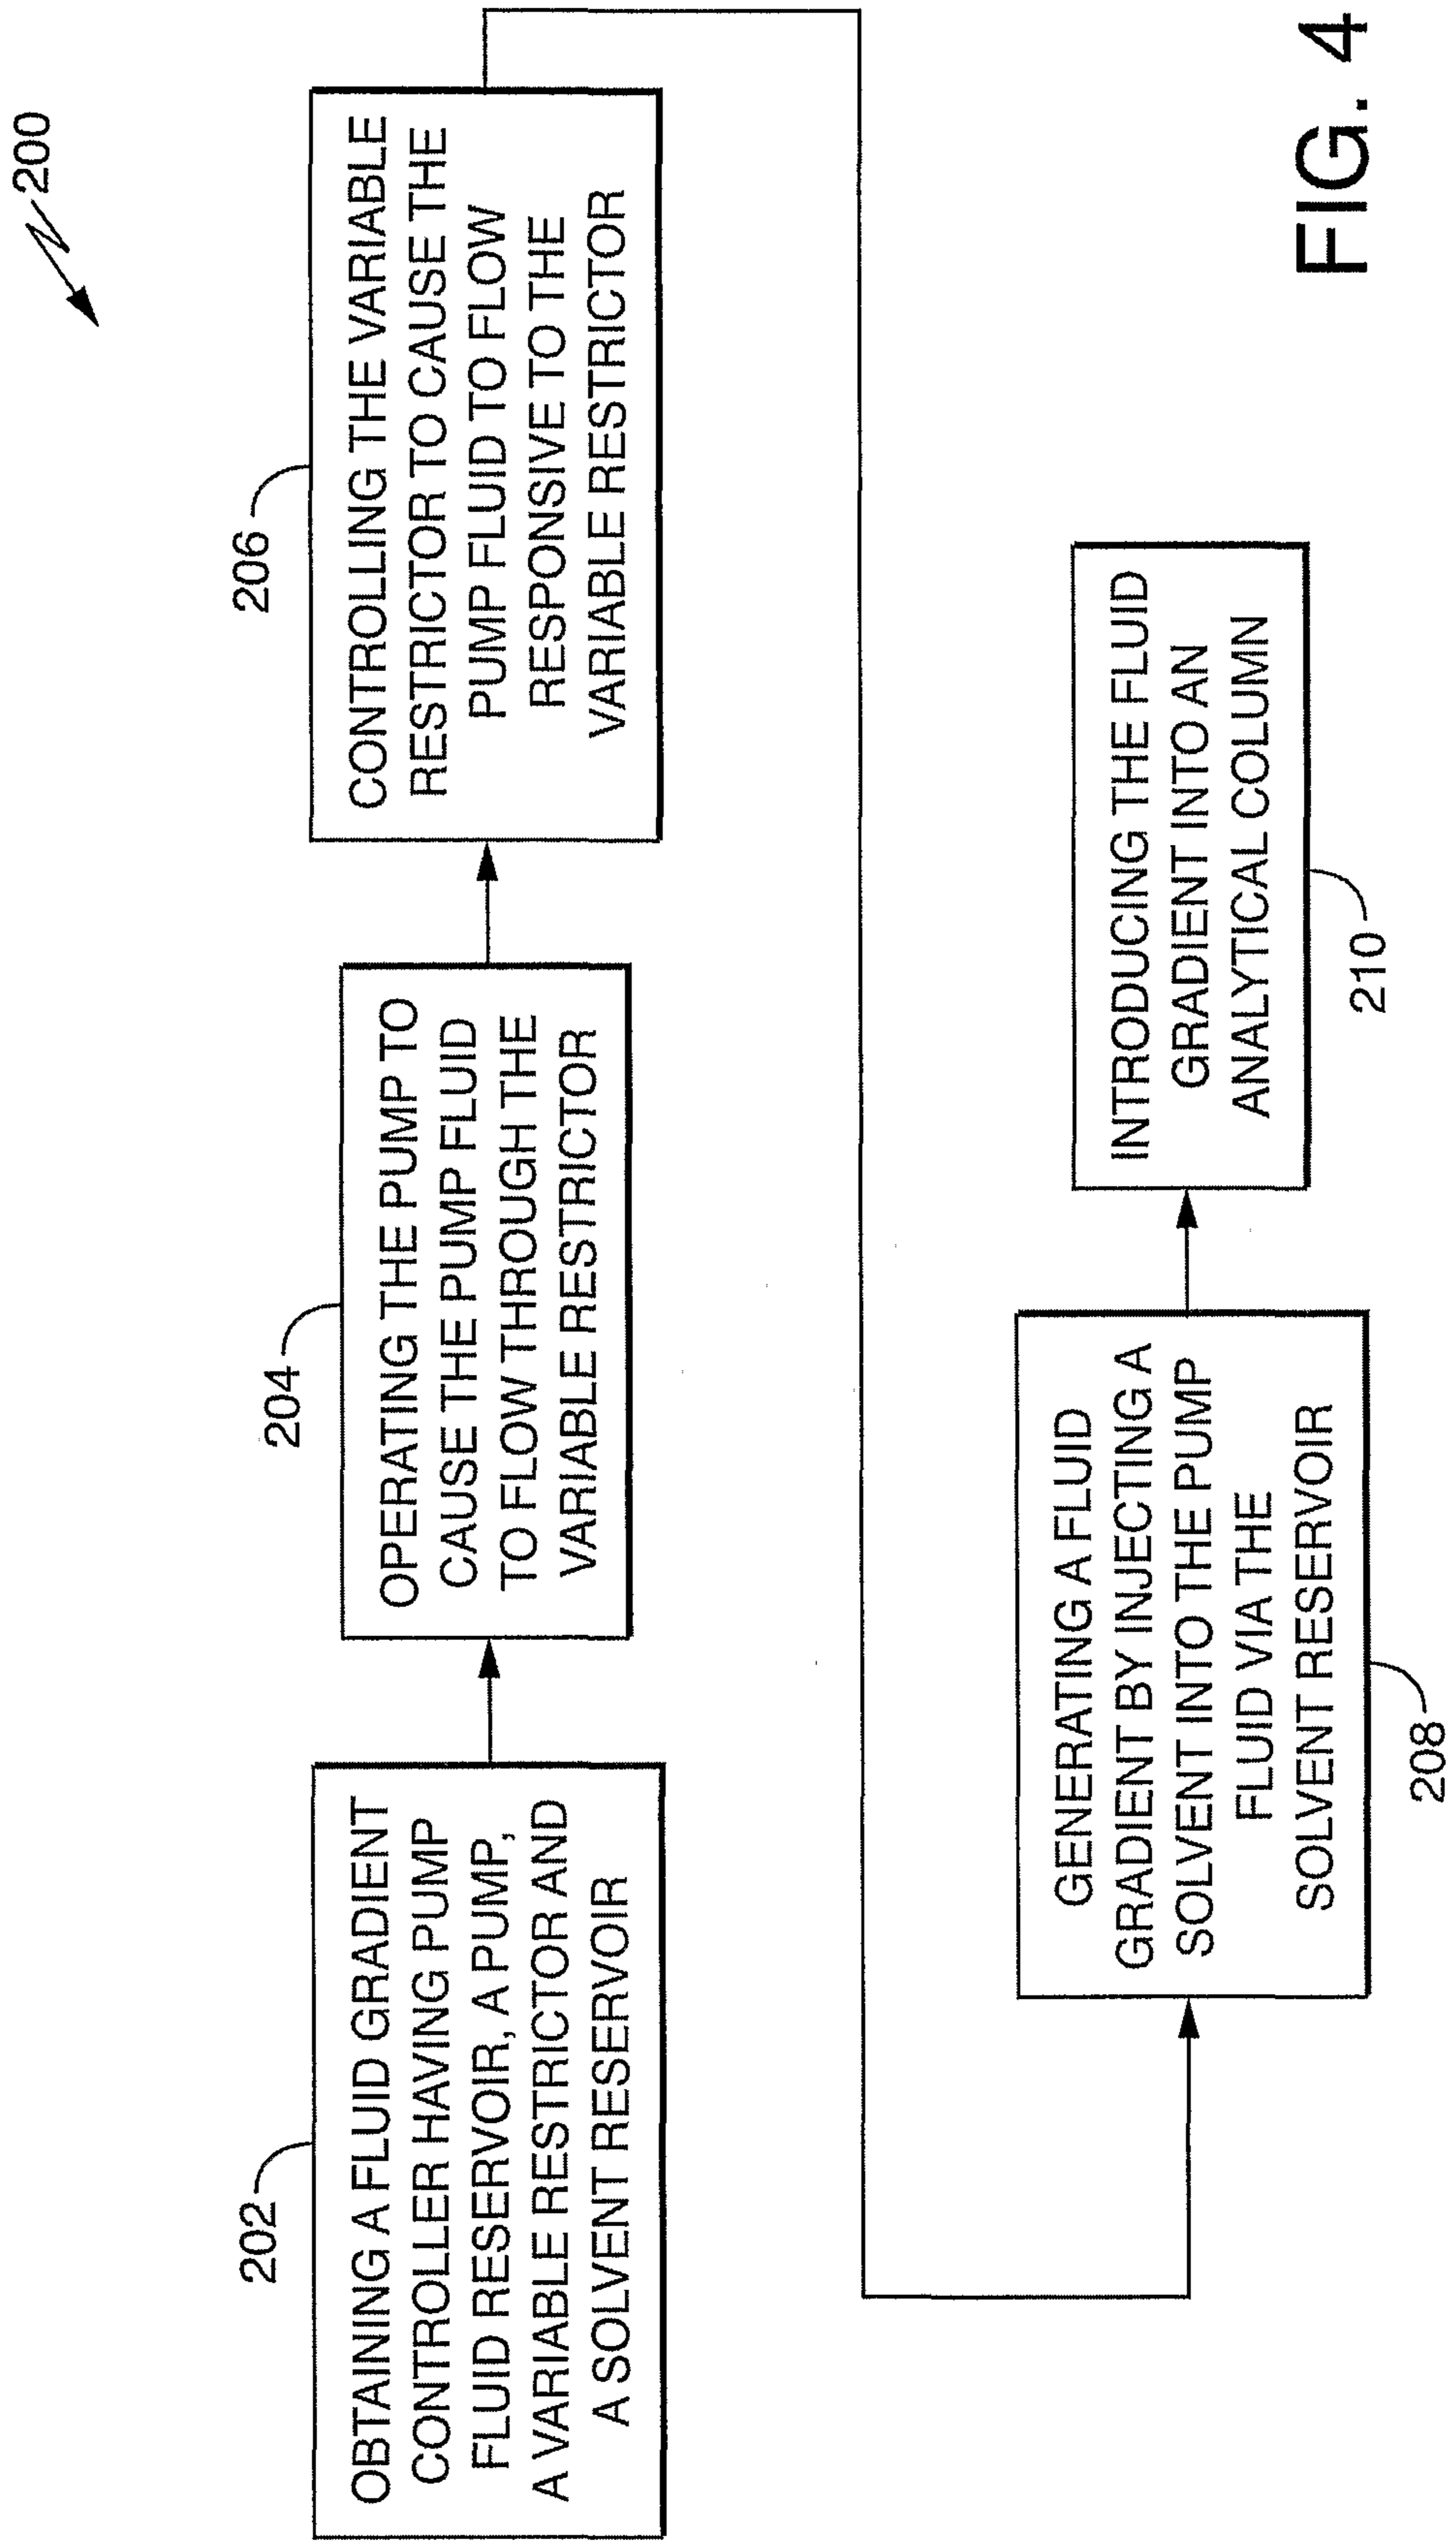 200
202
OBTAINING A FLUID GRADIENT
CONTROLLER HAVING PUMP
FLUID RESERVOIR, A PUMP,
A VARIABLE RESTRICTOR AND
A SOLVENT RESERVOIR
204
OPERATING THE PUMP TO
CAUSE THE PUMP FLUID
TO FLOW THROUGH THE
VARIABLE RESTRICTOR
206
CONTROLLING THE VARIABLE
RESTRICTOR TO CAUSE THE
PUMP FLUID TO FLOW
RESPONSIVE TO THE
VARIABLE RESTRICTOR
GENERATING A FLUID
GRADIENT BY INJECTING A
SOLVENT INTO THE PUMP
FLUID VIA THE
SOLVENT RESERVOIR
208
INTRODUCING THE FLUID
GRADIENT INTO AN
ANALYTICAL COLUMN
210
FIG. 4